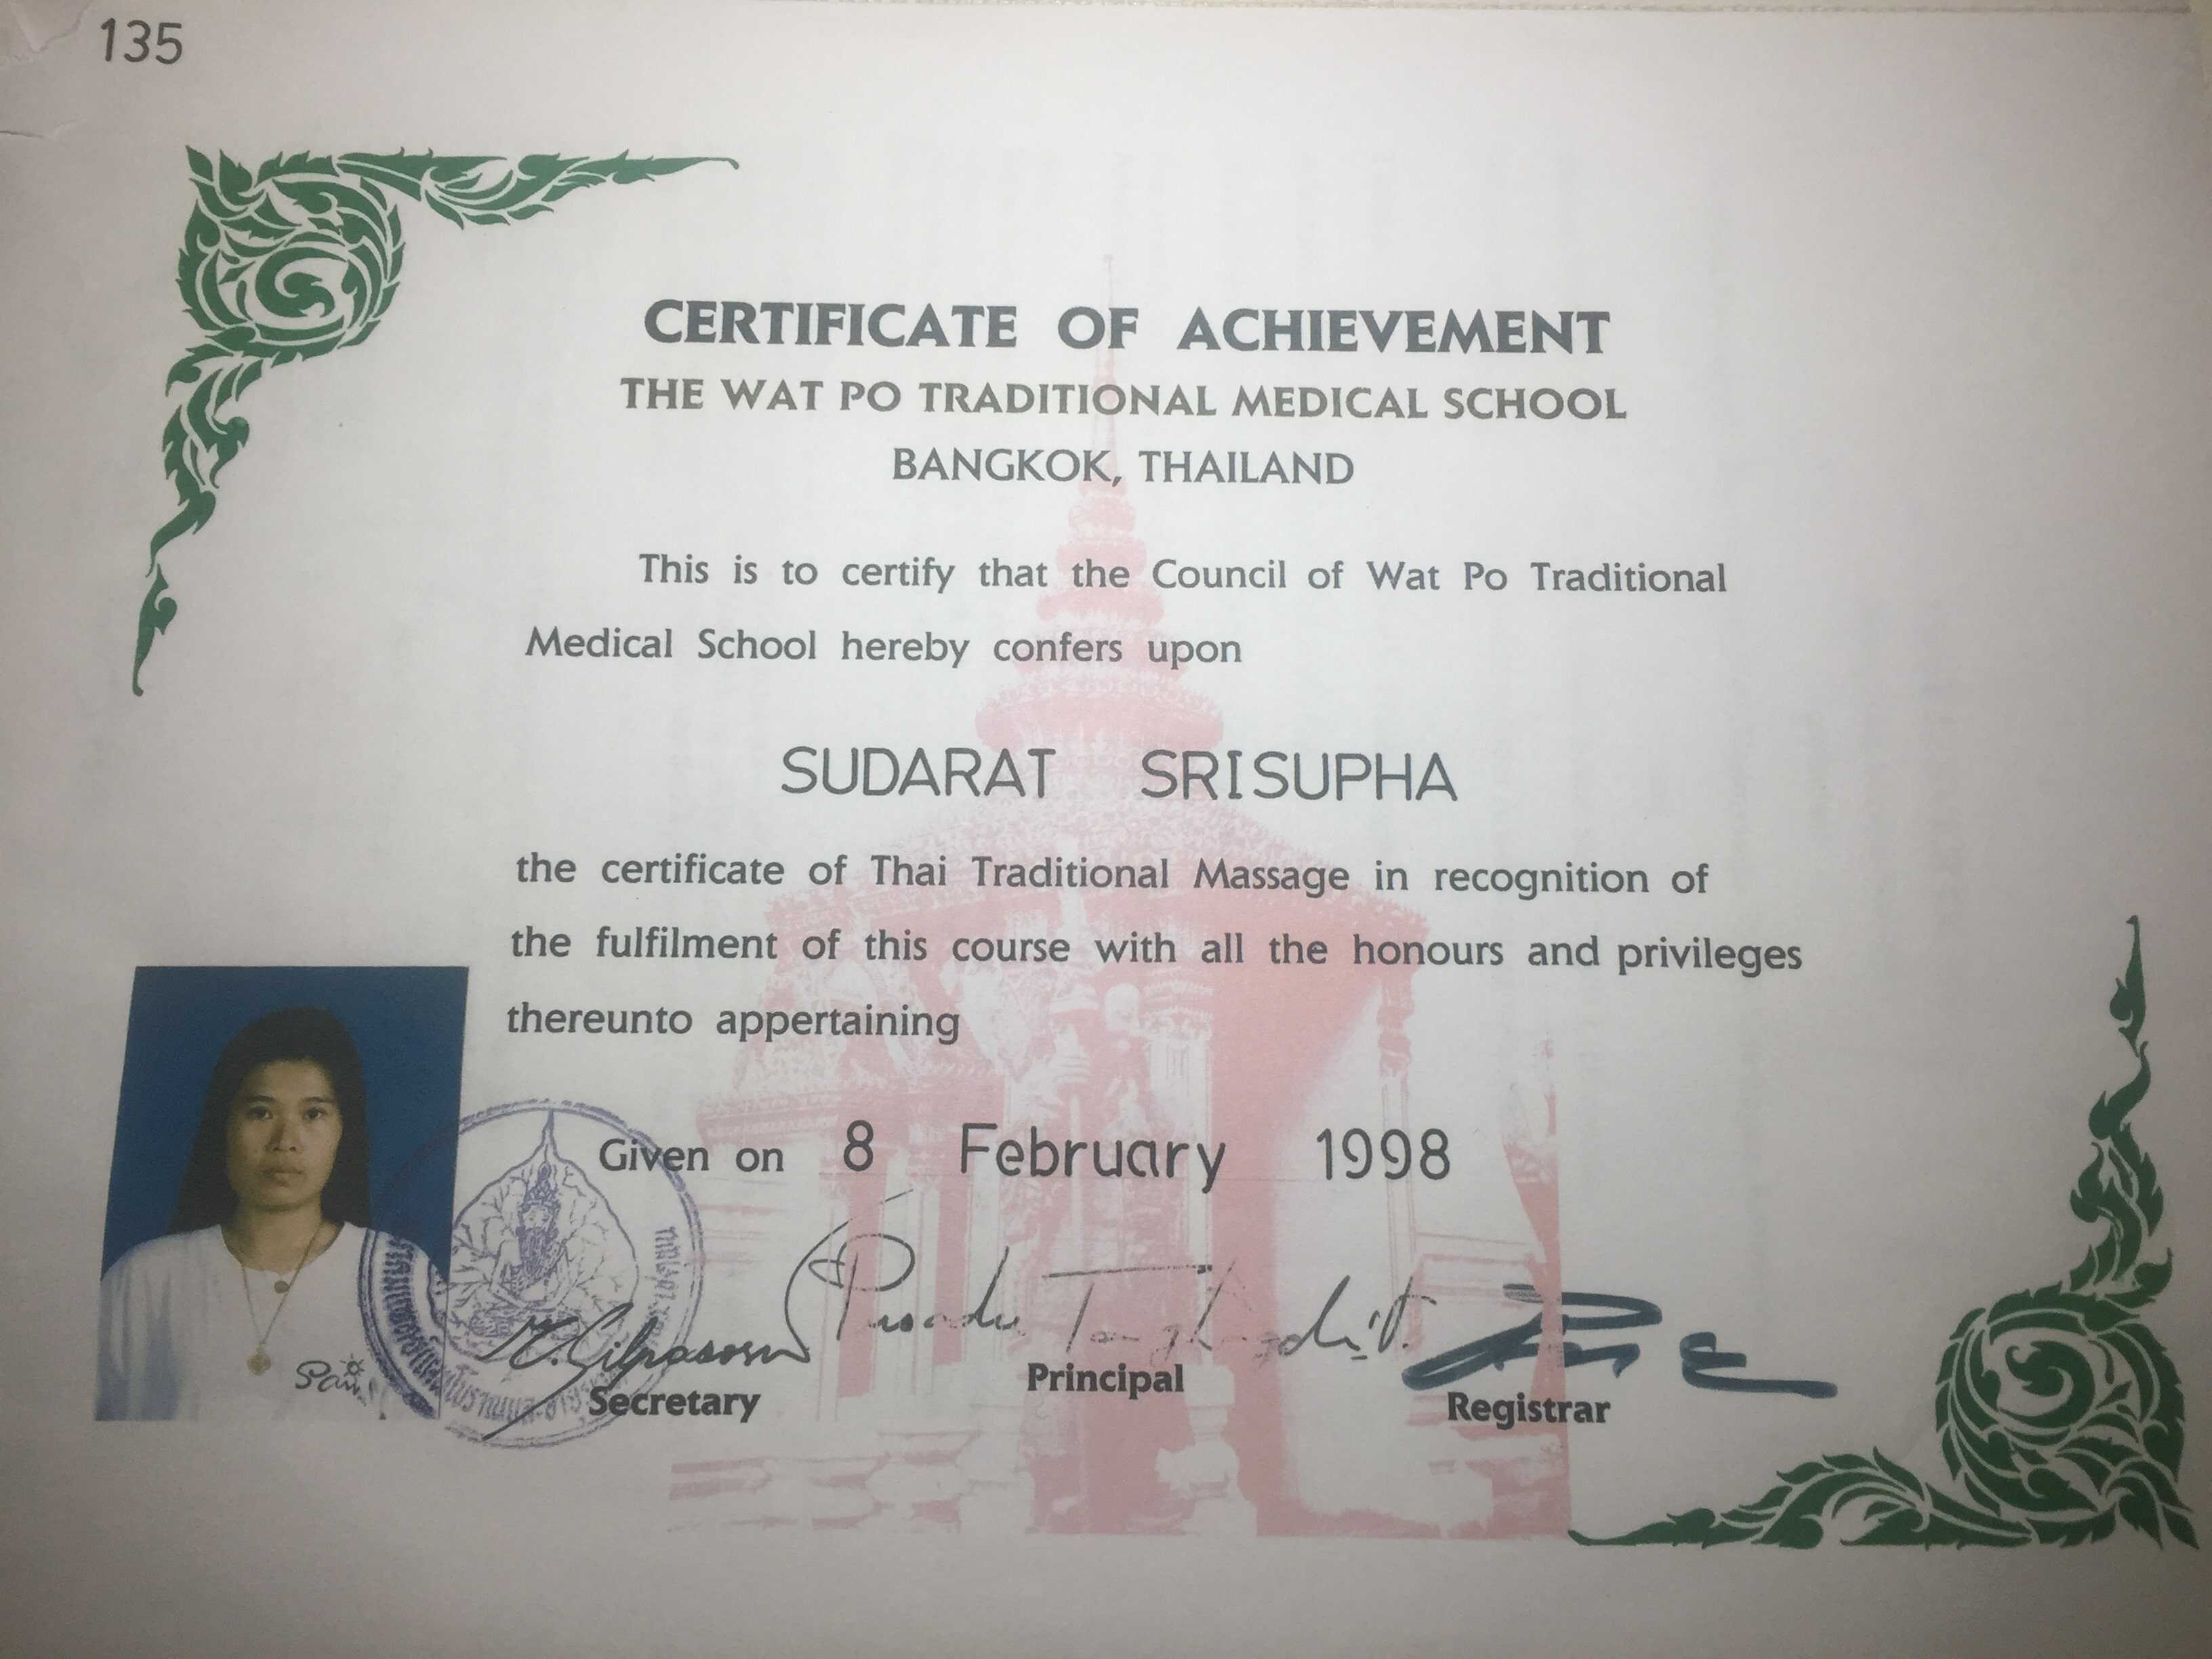 135
CERTIFICATE OF ACHIEVEMENT
THE WAT PO TRADITIONAL MEDICAL SCHOOL
BANGKOK, THAILAND
This is to certify that the Council of Wat Po Traditional
Medical School hereby confers upon
SUDARAT SRISUPHA
the certificate of Thai Traditional Massage in recognition of
the fulfilment of this course with all the honours and privileges
thereunto appertaining
Given on 8 February 1998
Secretary
Principal
Registrar